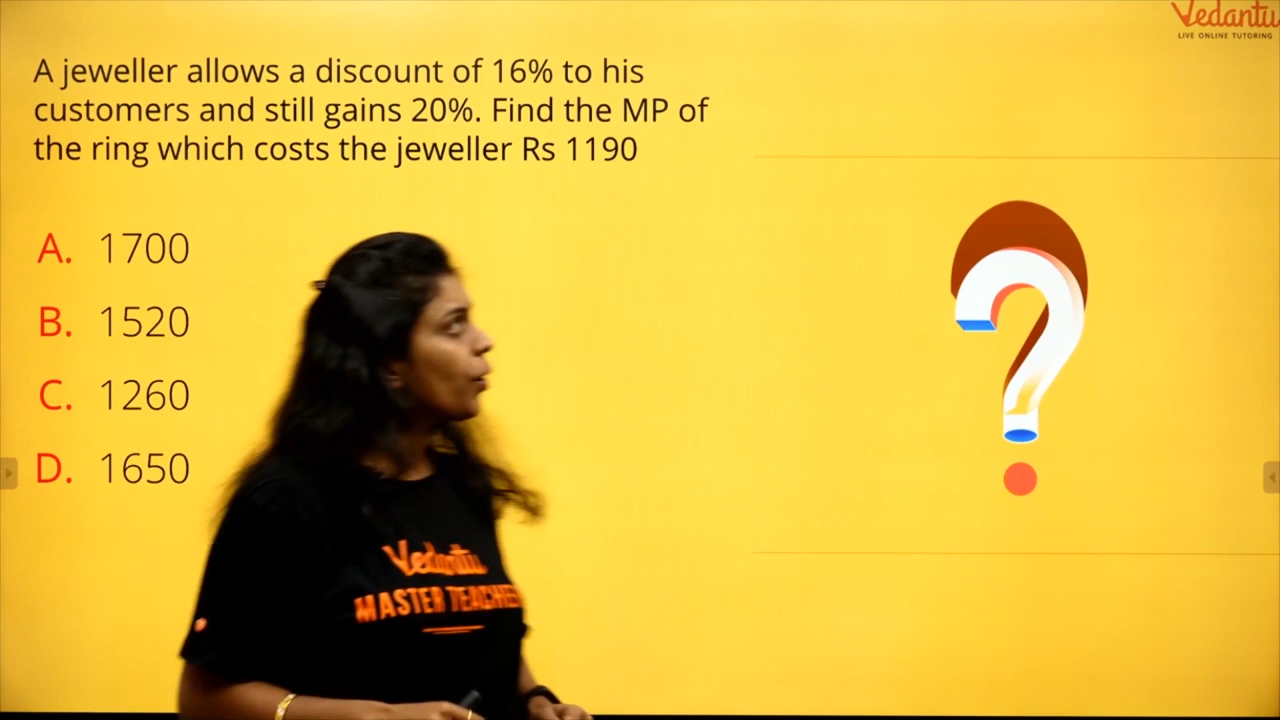 Vedantu
LIVE ONLINE TUTORING
A jeweller allows a discount of 16% to his
customers and still gains 20%. Find the MP of
the ring which costs the jeweller Rs 1190
A. 1700
B. 1520
C. 1260
D. 1650
Vedantu
MASTER TEACHER